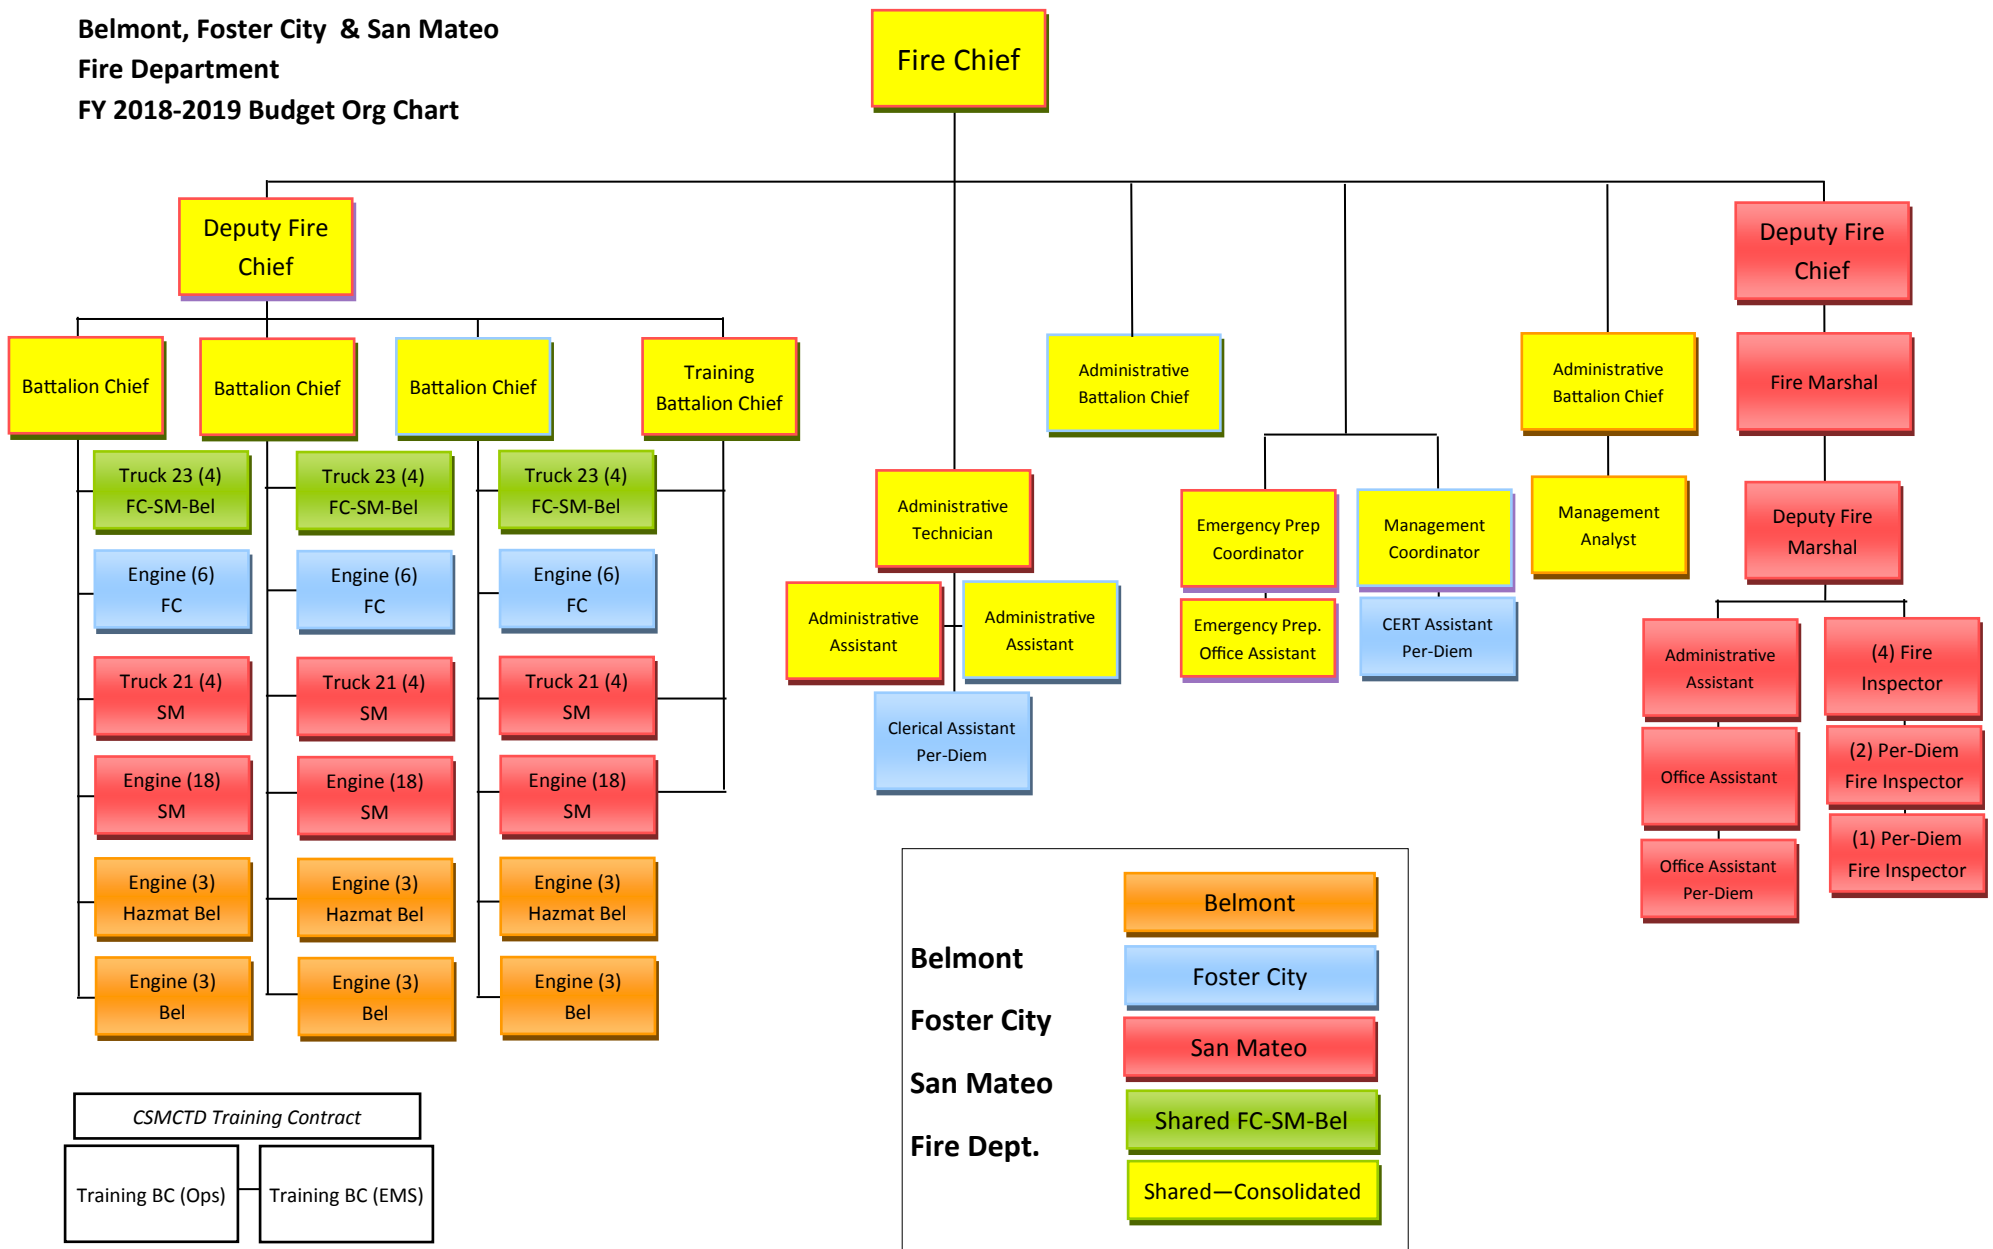 Belmont, Foster City & San Mateo
Fire Department
FY 2018-2019 Budget Org Chart
Fire Chief
Deputy Fire
Chief
Deputy Fire
Chief
Battalion Chief
Battalion Chief
Battalion Chief
Training
Battalion Chief
Administrative
Battalion Chief
Administrative
Battalion Chief
Fire Marshal
Truck 23 (4)
FC-SM-Bel
Truck 23 (4)
FC-SM-Bel
Truck 23 (4)
FC-SM-Bel
Administrative
Technician
Emergency Prep
Coordinator
Management
Coordinator
Management
Analyst
Deputy Fire
Marshal
Engine (6)
FC
Engine (6)
FC
Engine (6)
FC
Administrative
Assistant
Administrative
Assistant
Emergency Prep.
Office Assistant
CERT Assistant
Per-Diem
Administrative
Assistant
(4) Fire
Inspector
Truck 21 (4)
SM
Truck 21 (4)
SM
Truck 21 (4)
SM
Clerical Assistant
Per-Diem
Office Assistant
(2) Per-Diem
Fire Inspector
Engine (18)
SM
Engine (18)
SM
Engine (18)
SM
Office Assistant
Per-Diem
(1) Per-Diem
Fire Inspector
Engine (3)
Hazmat Bel
Engine (3)
Hazmat Bel
Engine (3)
Hazmat Bel
Engine (3)
Bel
Engine (3)
Bel
Engine (3)
Bel
Belmont
Foster City
San Mateo
Fire Dept.
Belmont
Foster City
San Mateo
Shared FC-SM-Bel
Shared—Consolidated
CSMCTD Training Contract
Training BC (Ops)
Training BC (EMS)